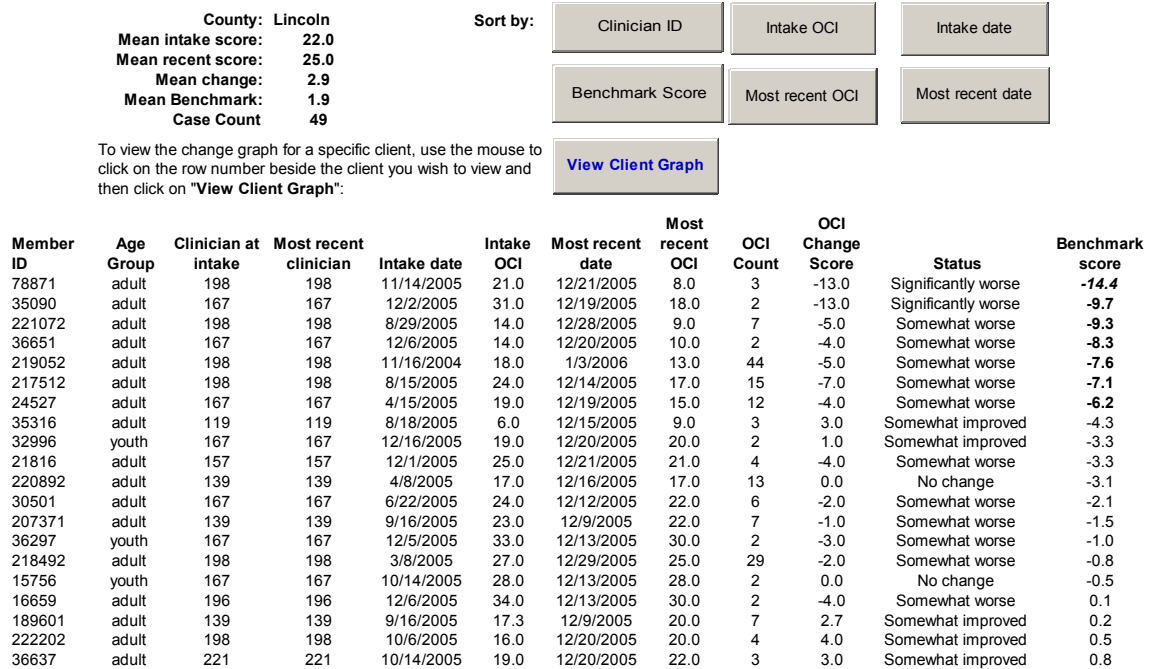 County: Lincoln
Mean intake score: 22.0
Mean recent score: 25.0
Mean change: 2.9
Mean Benchmark: 1.9
Case Count 49
Sort by:
Clinician ID Intake OCI Intake date
Benchmark Score Most recent OCI Most recent date
To view the change graph for a specific client, use the mouse to
click on the row number beside the client you wish to view and
then click on "View Client Graph":
View Client Graph
Member ID Age Group Clinician at intake Most recent clinician Intake date Intake OCI Most recent date Most recent OCI OCI Count OCI Change Score Status Benchmark score
78871 adult 198 198 11/14/2005 21.0 12/21/2005 8.0 3 -13.0 Significantly worse -14.4
35090 adult 167 167 12/2/2005 31.0 12/19/2005 18.0 2 -13.0 Significantly worse -9.7
221072 adult 198 198 8/29/2005 14.0 12/28/2005 9.0 7 -5.0 Somewhat worse -9.3
36651 adult 167 167 12/6/2005 14.0 12/20/2005 10.0 2 -4.0 Somewhat worse -8.3
219052 adult 198 198 11/16/2004 18.0 1/3/2006 13.0 44 -5.0 Somewhat worse -7.6
217512 adult 198 198 8/15/2005 24.0 12/14/2005 17.0 15 -7.0 Somewhat worse -7.1
24527 adult 167 167 4/15/2005 19.0 12/19/2005 15.0 12 -4.0 Somewhat worse -6.2
35316 adult 119 119 8/18/2005 6.0 12/15/2005 9.0 3 3.0 Somewhat improved -4.3
32996 youth 167 167 12/16/2005 19.0 12/20/2005 20.0 2 1.0 Somewhat improved -3.3
21816 adult 157 157 12/1/2005 25.0 12/21/2005 21.0 4 -4.0 Somewhat worse -3.3
220892 adult 139 139 4/8/2005 17.0 12/16/2005 17.0 13 0.0 No change -3.1
30501 adult 167 167 6/22/2005 24.0 12/12/2005 22.0 6 -2.0 Somewhat worse -2.1
207371 adult 139 139 9/16/2005 23.0 12/9/2005 22.0 7 -1.0 Somewhat worse -1.5
36297 youth 167 167 12/5/2005 33.0 12/13/2005 30.0 2 -3.0 Somewhat worse -1.0
218492 adult 198 198 3/8/2005 27.0 12/29/2005 25.0 29 -2.0 Somewhat worse -0.8
15756 youth 167 167 10/14/2005 28.0 12/13/2005 28.0 2 0.0 No change -0.5
16659 adult 196 196 12/6/2005 34.0 12/13/2005 30.0 2 -4.0 Somewhat worse 0.1
189601 adult 139 139 9/16/2005 17.3 12/9/2005 20.0 7 2.7 Somewhat improved 0.2
222202 adult 198 198 10/6/2005 16.0 12/20/2005 20.0 4 4.0 Somewhat improved 0.5
36637 adult 221 221 10/14/2005 19.0 12/20/2005 22.0 3 3.0 Somewhat improved 0.8